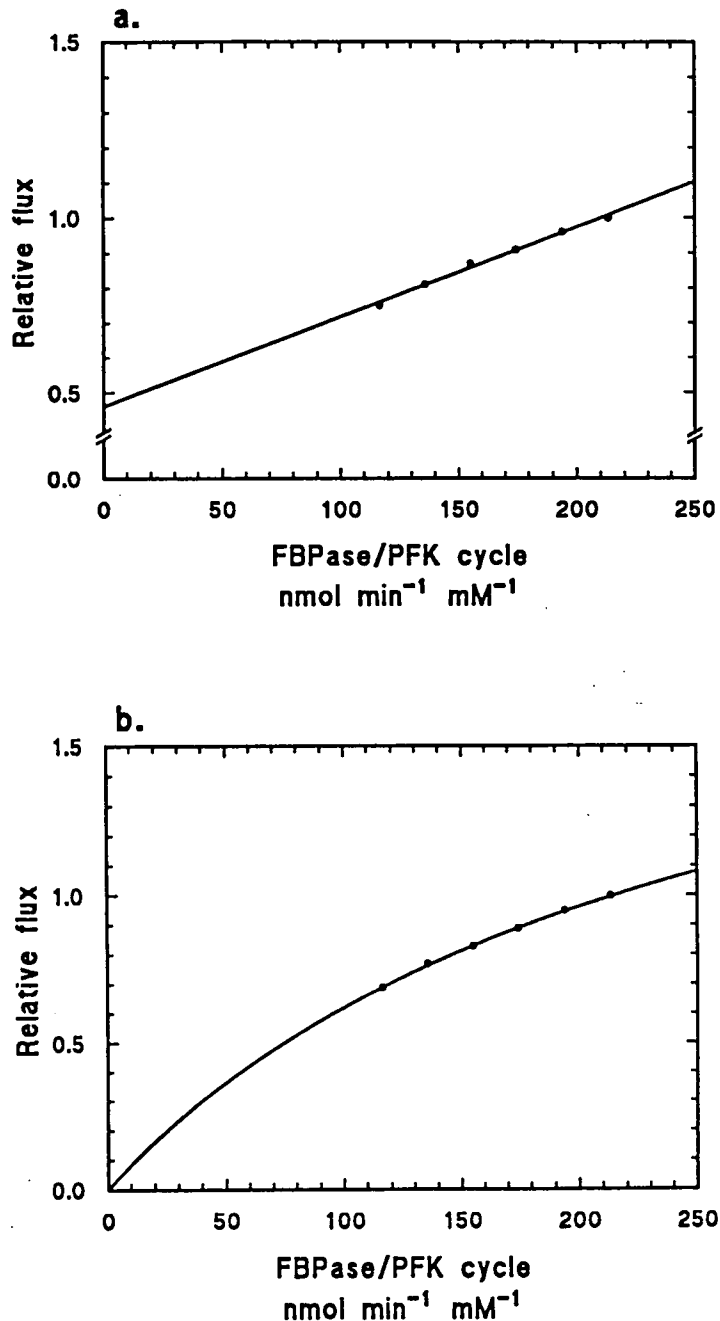 a.
1.5
1.0
0.5
0.0
Relative flux
0 50 100 150 200 250
FBPase/PFK cycle
nmol min⁻¹ mM⁻¹
b.
1.5
1.0
0.5
0.0
Relative flux
0 50 100 150 200 250
FBPase/PFK cycle
nmol min⁻¹ mM⁻¹